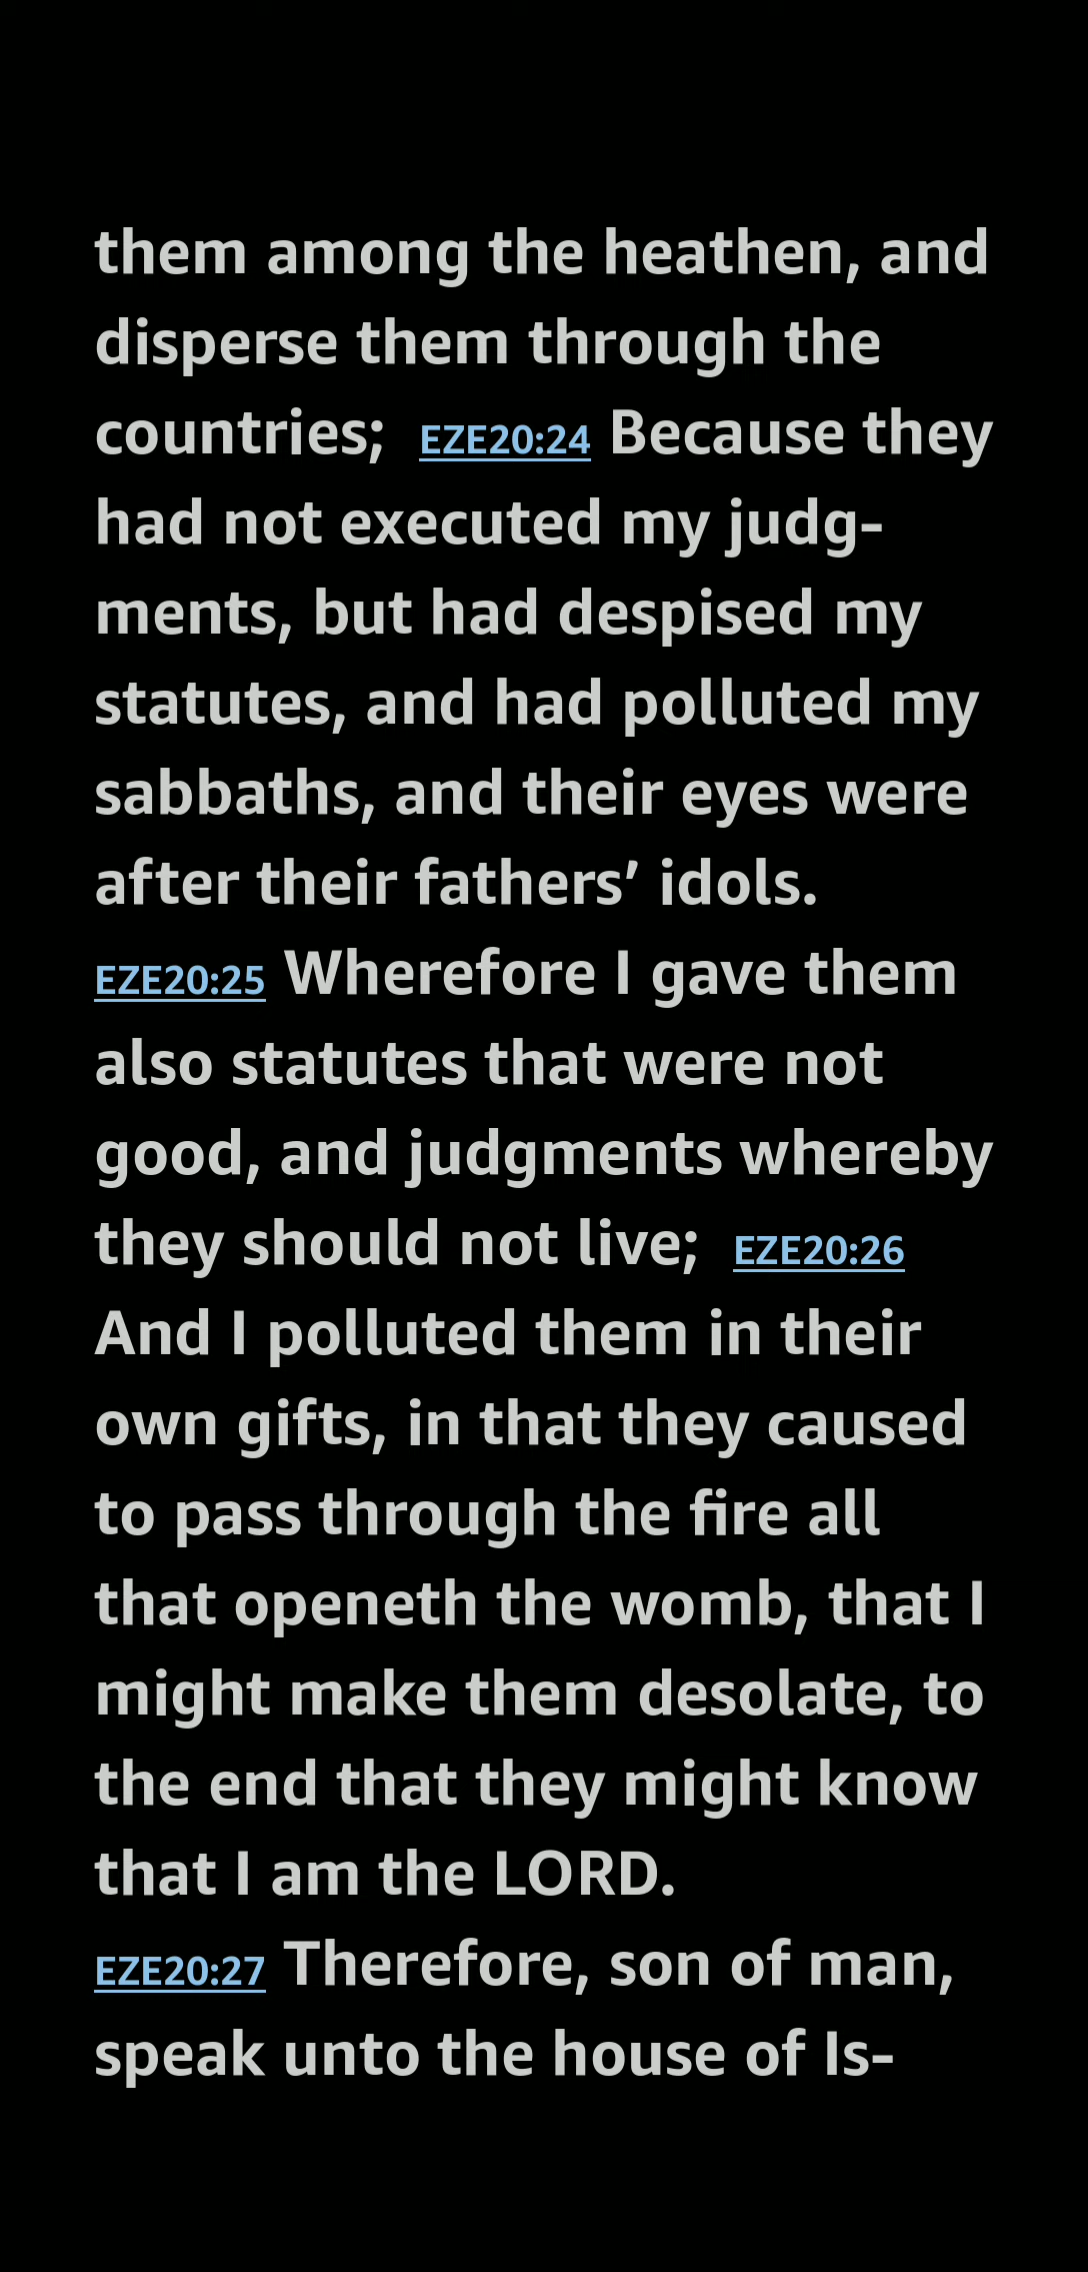 them among the heathen, and
disperse them through the
countries; EZE20:24 Because they
had not executed my judg-
ments, but had despised my
statutes, and had polluted my
sabbaths, and their eyes were
after their fathers’ idols.
EZE20:25 Wherefore I gave them
also statutes that were not
good, and judgments whereby
they should not live; EZE20:26
And I polluted them in their
own gifts, in that they caused
to pass through the fire all
that openeth the womb, that I
might make them desolate, to
the end that they might know
that I am the LORD.
EZE20:27 Therefore, son of man,
speak unto the house of Is-